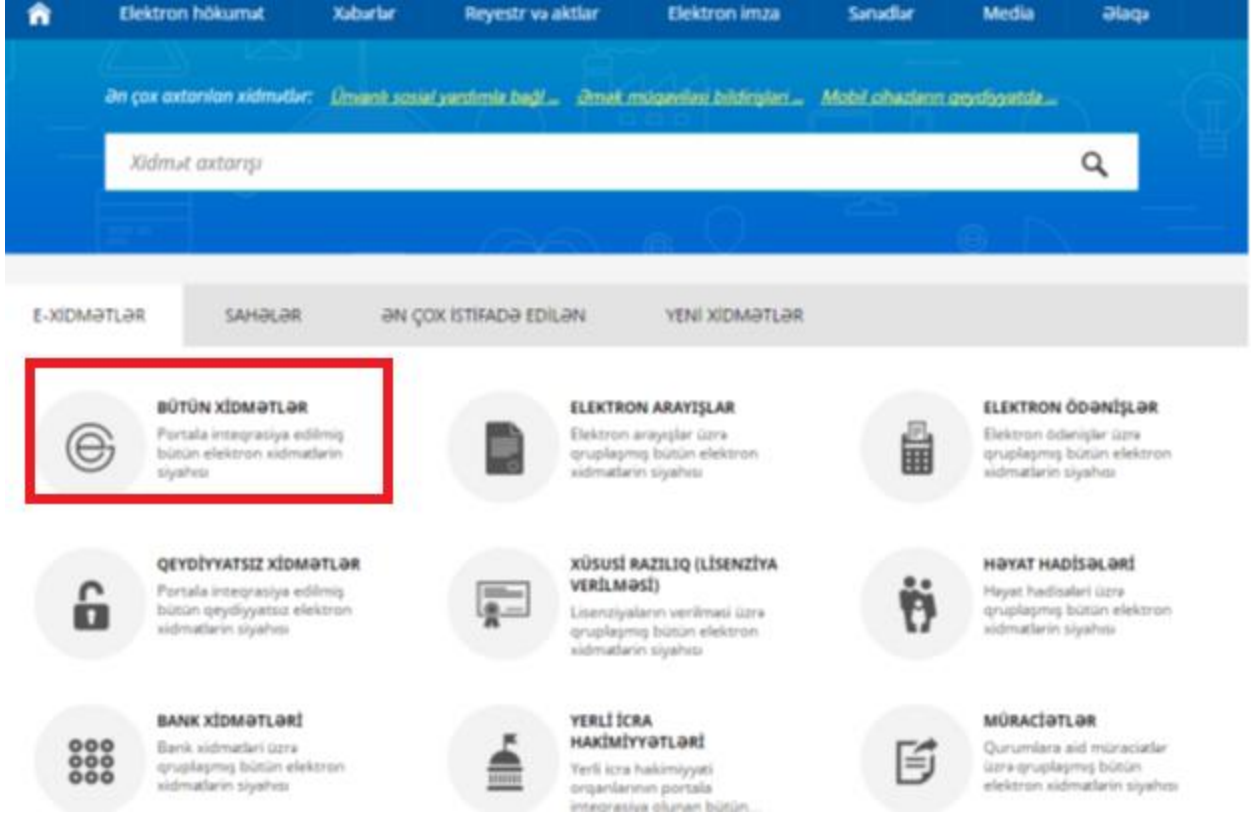 Elektron hökumət Xəbərlər Reyestr və aktlar Elektron imza Sənədlər Media Əlaqə
Ən çox axtarılan xidmətlər: Ünvanlı sosial yardımla bağl ... Əmək müqaviləsi bildirişləri ... Mobil cihazların qeydiyyatda ...
Xidmət axtarışı
E-XİDMƏTLƏR SAHƏLƏR ƏN ÇOX İSTİFADƏ EDİLƏN YENİ XİDMƏTLƏR
BÜTÜN XİDMƏTLƏR
Portala inteqrasiya edilmiş
bütün elektron xidmətlərin
siyahısı
ELEKTRON ARAYIŞLAR
Elektron arayışlar üzrə
qruplaşmış bütün elektron
xidmətlərin siyahısı
ELEKTRON ÖDƏNİŞLƏR
Elektron ödənişlər üzrə
qruplaşmış bütün elektron
xidmətlərin siyahısı
QEYDİYYATSIZ XİDMƏTLƏR
Portala inteqrasiya edilmiş
bütün qeydiyyatsız elektron
xidmətlərin siyahısı
XÜSUSİ RAZILIQ (LİSENZİYA
VERİLMƏSİ)
Lisenziyaların verilməsi üzrə
qruplaşmış bütün elektron
xidmətlərin siyahısı
HƏYAT HADİSƏLƏRİ
Həyat hadisələri üzrə
qruplaşmış bütün elektron
xidmətlərin siyahısı
BANK XİDMƏTLƏRİ
Bank xidmətləri üzrə
qruplaşmış bütün elektron
xidmətlərin siyahısı
YERLİ İCRA
HAKİMİYYƏTLƏRİ
Yerli icra hakimiyyəti
orqanlarının portala
inteqrasiya olunan bütün...
MÜRACİƏTLƏR
Qurumlara aid müraciətlər
üzrə qruplaşmış bütün
elektron xidmətlərin siyahısı